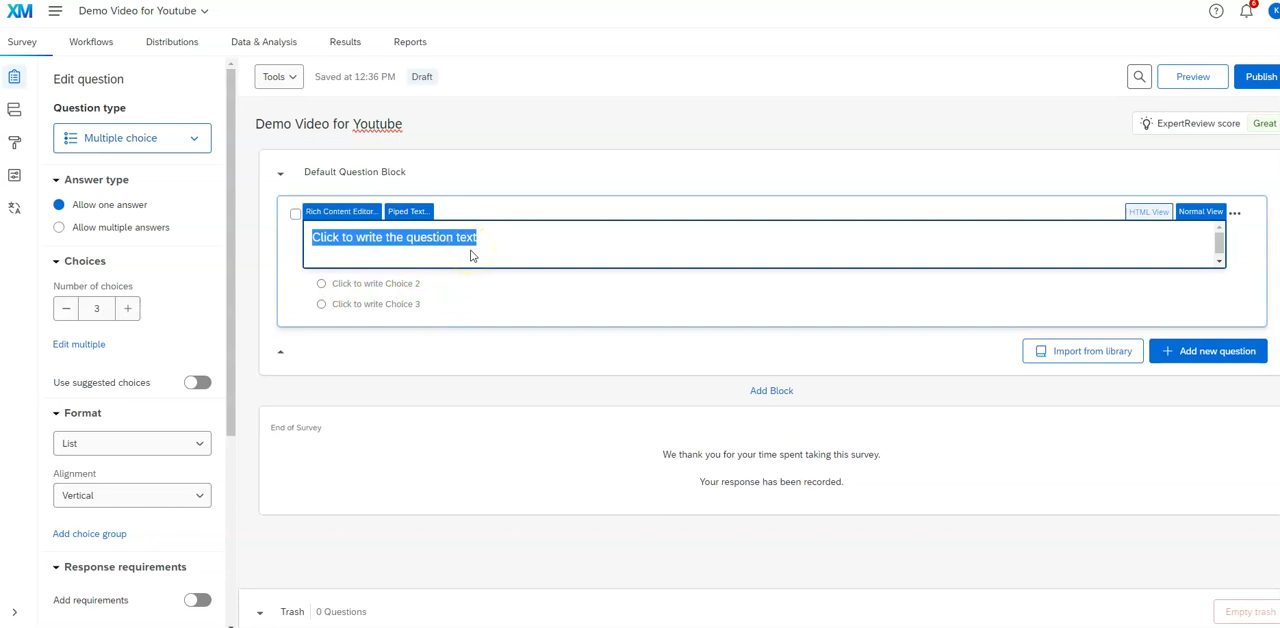 XM Demo Video for Youtube 6 K
Survey Workflows Distributions Data & Analysis Results Reports
Edit question
Question type
Multiple choice
Answer type
Allow one answer
Allow multiple answers
Choices
Number of choices
3
Edit multiple
Use suggested choices
Format
List
Alignment
Vertical
Add choice group
Response requirements
Add requirements
Tools Saved at 12:36 PM Draft Preview Publish
Demo Video for Youtube ExpertReview score Great
Default Question Block
Rich Content Editor... Piped Text... HTML View Normal View
Click to write the question text
Click to write Choice 2
Click to write Choice 3
Import from library Add new question
Add Block
End of Survey
We thank you for your time spent taking this survey.
Your response has been recorded.
Trash 0 Questions Empty trash